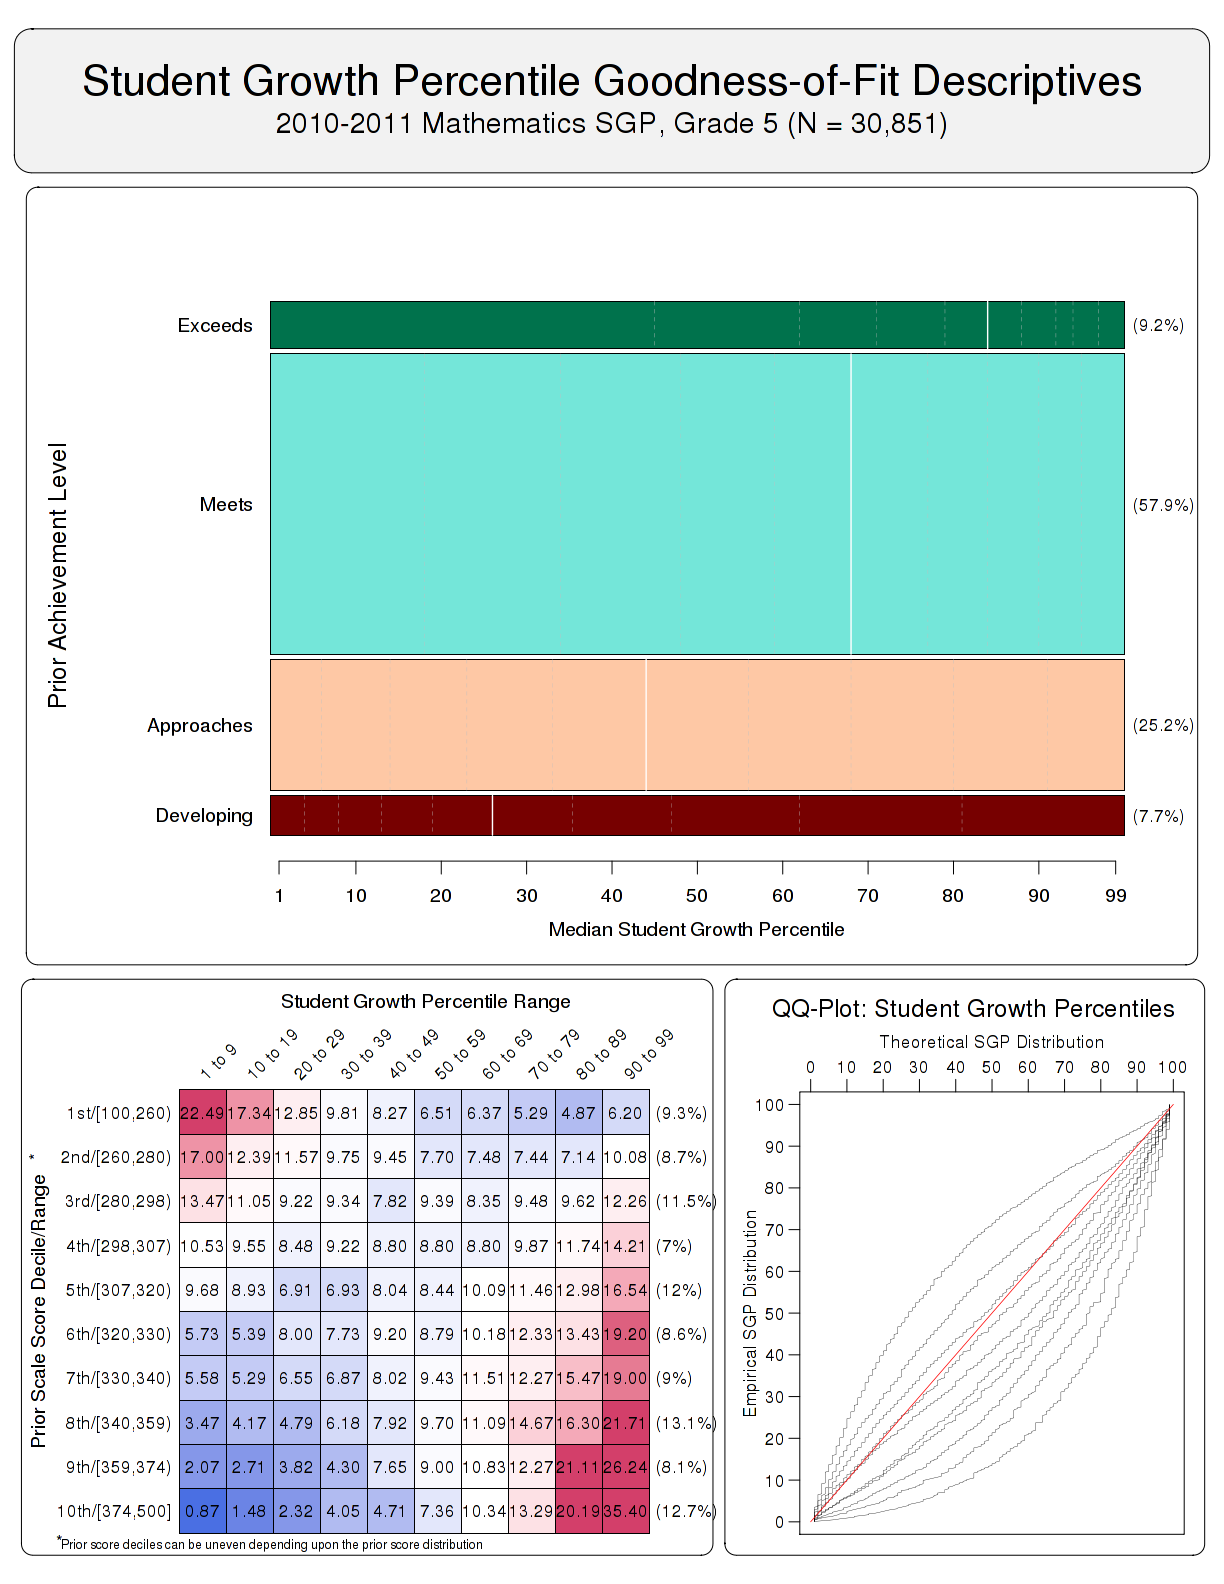 Student Growth Percentile Goodness-of-Fit Descriptives
2010-2011 Mathematics SGP, Grade 5 (N = 30,851)
Prior Achievement Level
Exceeds (9.2%)
Meets (57.9%)
Approaches (25.2%)
Developing (7.7%)
1 10 20 30 40 50 60 70 80 90 99
Median Student Growth Percentile
Student Growth Percentile Range
1 to 9 10 to 19 20 to 29 30 to 39 40 to 49 50 to 59 60 to 69 70 to 79 80 to 89 90 to 99
Prior Scale Score Decile/Range *
1st/[100,260) 22.49 17.34 12.85 9.81 8.27 6.51 6.37 5.29 4.87 6.20 (9.3%)
2nd/[260,280) 17.00 12.39 11.57 9.75 9.45 7.70 7.48 7.44 7.14 10.08 (8.7%)
3rd/[280,298) 13.47 11.05 9.22 9.34 7.82 9.39 8.35 9.48 9.62 12.26 (11.5%)
4th/[298,307) 10.53 9.55 8.48 9.22 8.80 8.80 8.80 9.87 11.74 14.21 (7%)
5th/[307,320) 9.68 8.93 6.91 6.93 8.04 8.44 10.09 11.46 12.98 16.54 (12%)
6th/[320,330) 5.73 5.39 8.00 7.73 9.20 8.79 10.18 12.33 13.43 19.20 (8.6%)
7th/[330,340) 5.58 5.29 6.55 6.87 8.02 9.43 11.51 12.27 15.47 19.00 (9%)
8th/[340,359) 3.47 4.17 4.79 6.18 7.92 9.70 11.09 14.67 16.30 21.71 (13.1%)
9th/[359,374) 2.07 2.71 3.82 4.30 7.65 9.00 10.83 12.27 21.11 26.24 (8.1%)
10th/[374,500] 0.87 1.48 2.32 4.05 4.71 7.36 10.34 13.29 20.19 35.40 (12.7%)
*Prior score deciles can be uneven depending upon the prior score distribution
QQ-Plot: Student Growth Percentiles
Theoretical SGP Distribution
0 10 20 30 40 50 60 70 80 90 100
Empirical SGP Distribution
100
90
80
70
60
50
40
30
20
10
0